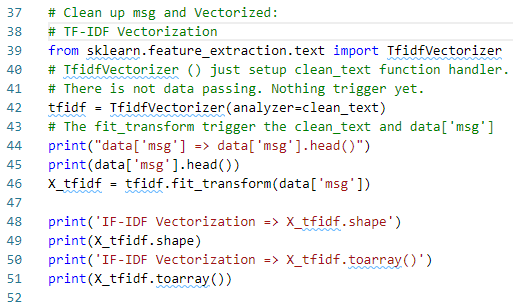 37 # Clean up msg and Vectorized:
38 # TF-IDF Vectorization
39 from sklearn.feature_extraction.text import TfidfVectorizer
40 # TfidfVectorizer () just setup clean_text function handler.
41 # There is not data passing. Nothing trigger yet.
42 tfidf = TfidfVectorizer(analyzer=clean_text)
43 # The fit_transform trigger the clean_text and data['msg']
44 print("data['msg'] => data['msg'].head()")
45 print(data['msg'].head())
46 X_tfidf = tfidf.fit_transform(data['msg'])
47
48 print('IF-IDF Vectorization => X_tfidf.shape')
49 print(X_tfidf.shape)
50 print('IF-IDF Vectorization => X_tfidf.toarray()')
51 print(X_tfidf.toarray())
52